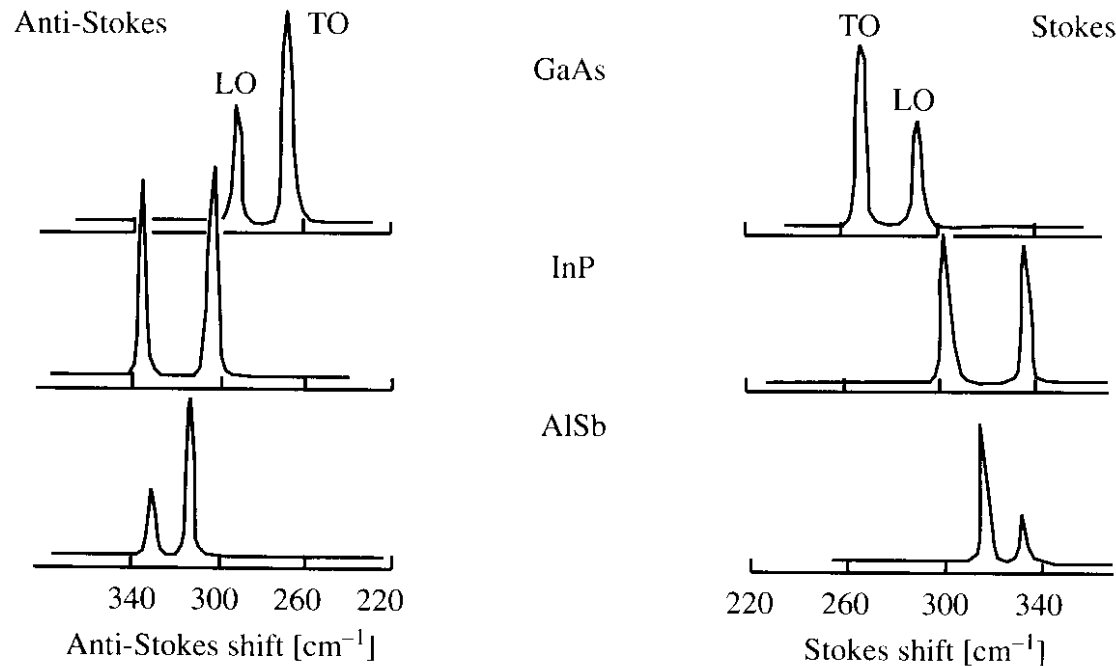 Anti-Stokes TO TO Stokes
GaAs
LO LO
InP
AlSb
340 300 260 220 220 260 300 340
Anti-Stokes shift [cm⁻¹] Stokes shift [cm⁻¹]